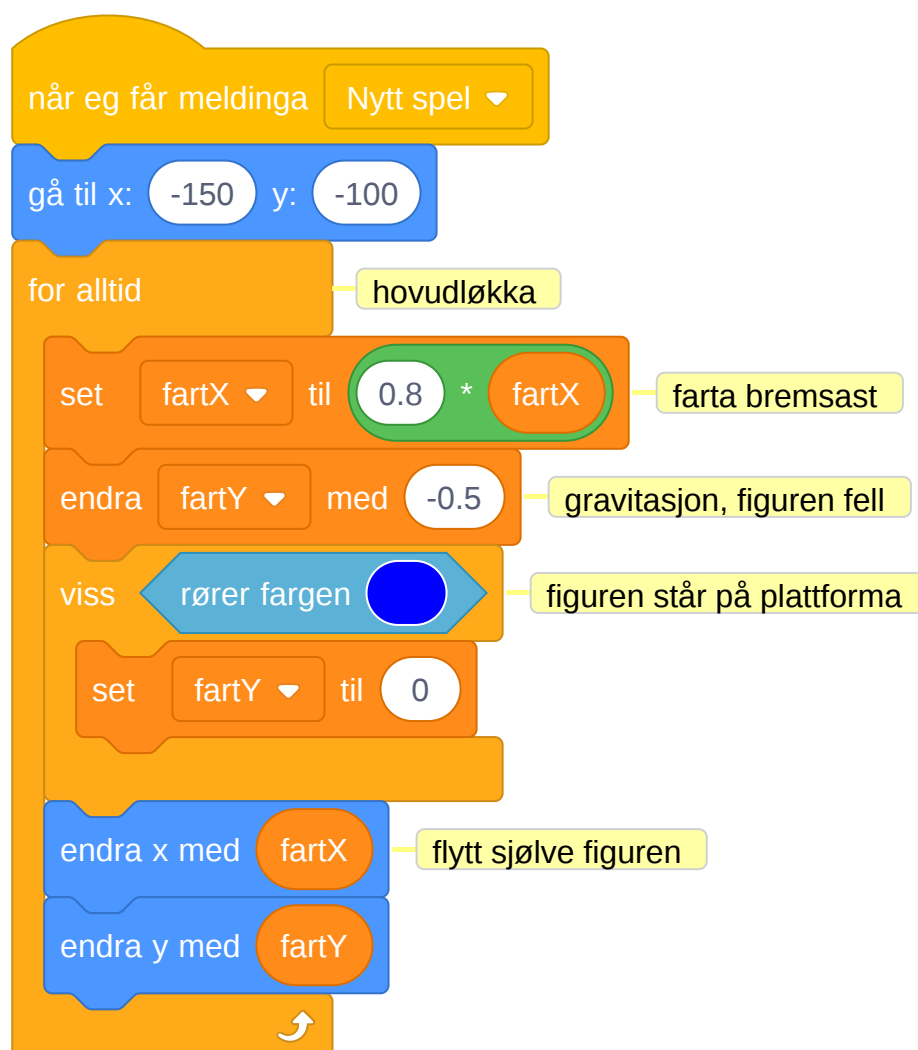 når eg får meldinga Nytt spel
gå til x: -150 y: -100
for alltid hovudløkka
set fartX til 0.8 * fartX farta bremsast
endra fartY med -0.5 gravitasjon, figuren fell
viss rører fargen figuren står på plattforma
set fartY til 0
endra x med fartX flytt sjølve figuren
endra y med fartY